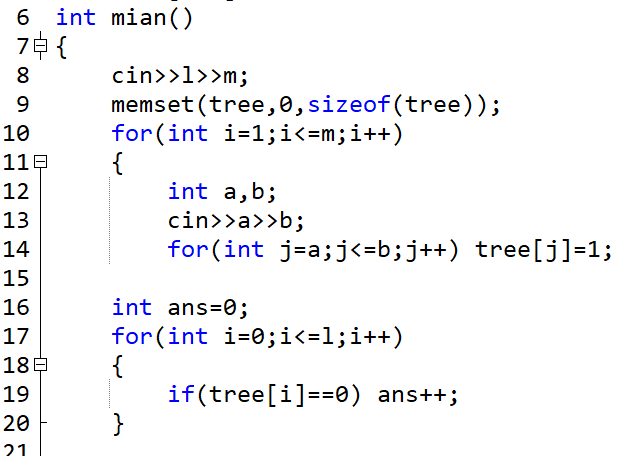 6 int mian()
7 {
8 cin>>l>>m;
9 memset(tree,0,sizeof(tree));
10 for(int i=1;i<=m;i++)
11 {
12 int a,b;
13 cin>>a>>b;
14 for(int j=a;j<=b;j++) tree[j]=1;
15
16 int ans=0;
17 for(int i=0;i<=l;i++)
18 {
19 if(tree[i]==0) ans++;
20 }
21